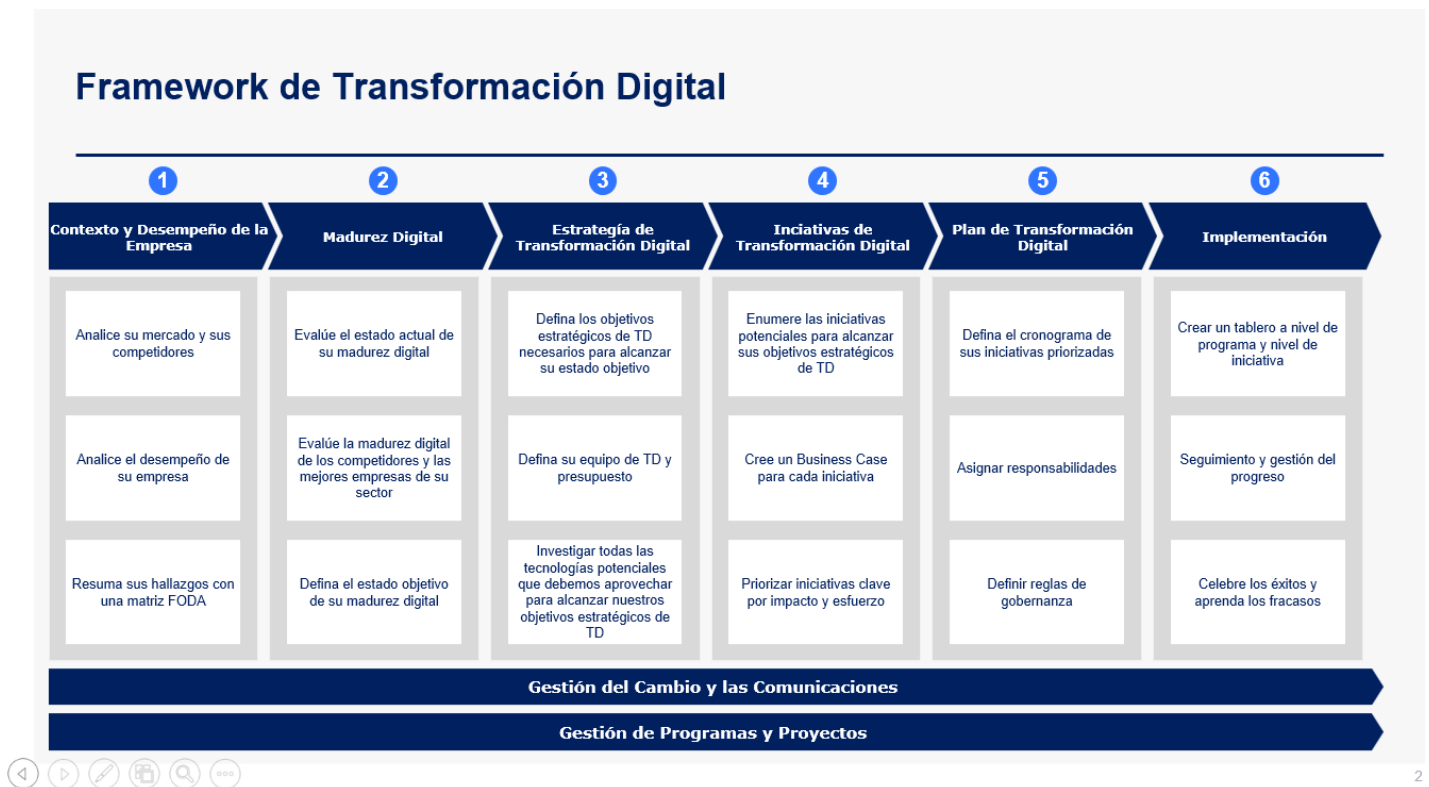 Framework de Transformación Digital
1
2
3
4
5
6
Contexto y Desempeño de la
Empresa
Madurez Digital
Estrategía de
Transformación Digital
Inciativas de
Transformación Digital
Plan de Transformación
Digital
Implementación
Analice su mercado y sus
competidores
Analice el desempeño de
su empresa
Resuma sus hallazgos con
una matriz FODA
Evalúe el estado actual de
su madurez digital
Evalúe la madurez digital
de los competidores y las
mejores empresas de su
sector
Defina el estado objetivo
de su madurez digital
Defina los objetivos
estratégicos de TD
necesarios para alcanzar
su estado objetivo
Defina su equipo de TD y
presupuesto
Investigar todas las
tecnologías potenciales
que debemos aprovechar
para alcanzar nuestros
objetivos estratégicos de
TD
Enumere las iniciativas
potenciales para alcanzar
sus objetivos estratégicos
de TD
Cree un Business Case
para cada iniciativa
Priorizar iniciativas clave
por impacto y esfuerzo
Defina el cronograma de
sus iniciativas priorizadas
Asignar responsabilidades
Definir reglas de
gobernanza
Crear un tablero a nivel de
programa y nivel de
iniciativa
Seguimiento y gestión del
progreso
Celebre los éxitos y
aprenda los fracasos
Gestión del Cambio y las Comunicaciones
Gestión de Programas y Proyectos
2